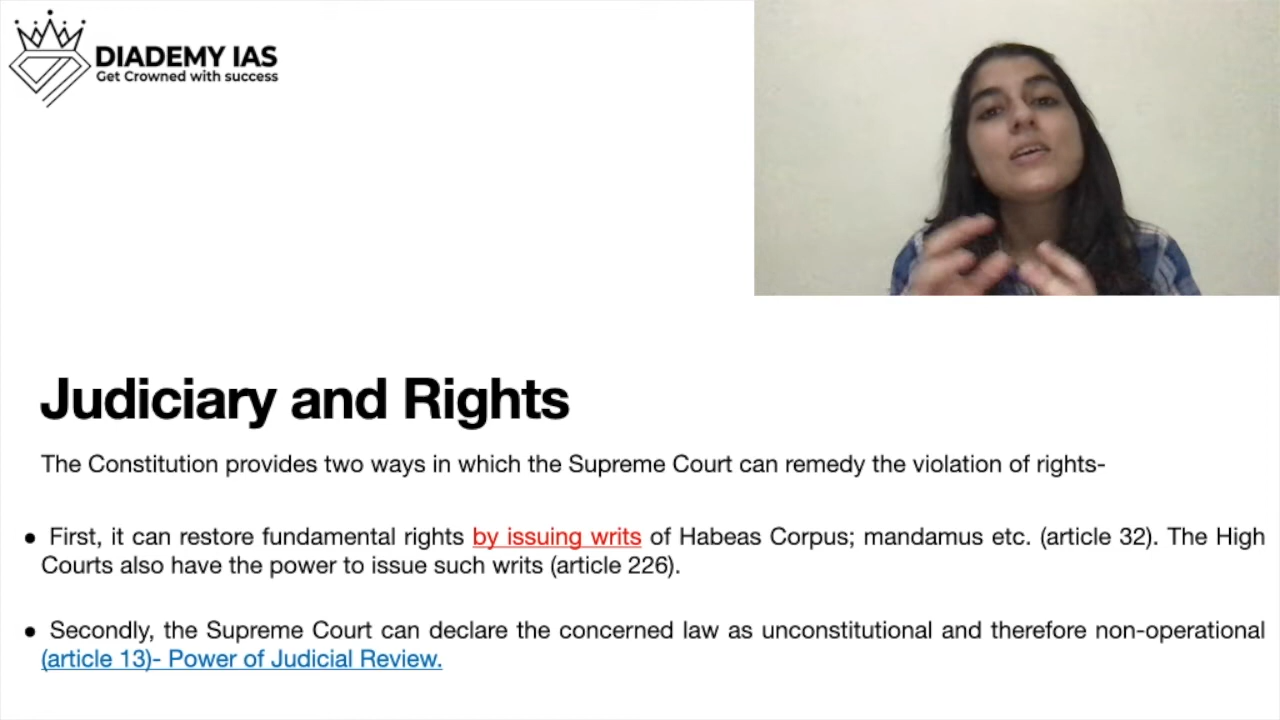 DIADEMY IAS
Get Crowned with success
Judiciary and Rights
The Constitution provides two ways in which the Supreme Court can remedy the violation of rights-
● First, it can restore fundamental rights by issuing writs of Habeas Corpus; mandamus etc. (article 32). The High
Courts also have the power to issue such writs (article 226).
● Secondly, the Supreme Court can declare the concerned law as unconstitutional and therefore non-operational
(article 13)- Power of Judicial Review.